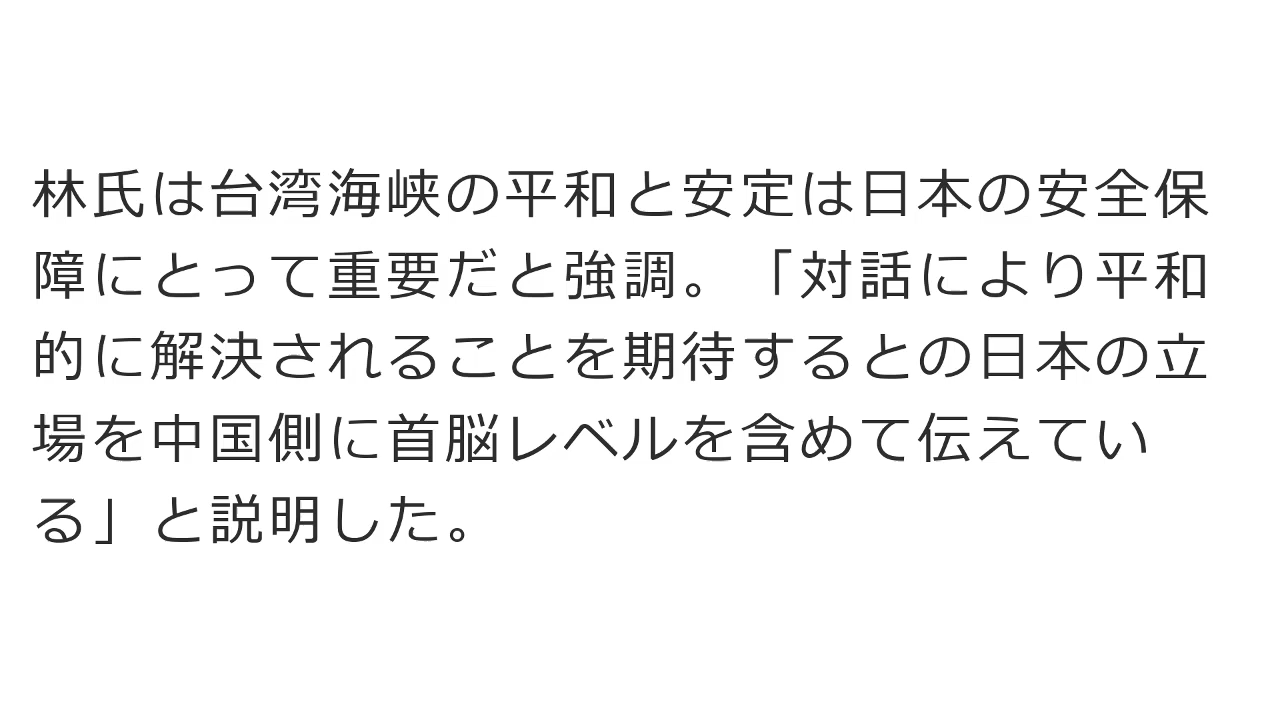 林氏は台湾海峡の平和と安定は日本の安全保
障にとって重要だと強調。「対話により平和
的に解決されることを期待するとの日本の立
場を中国側に首脳レベルを含めて伝えてい
る」と説明した。